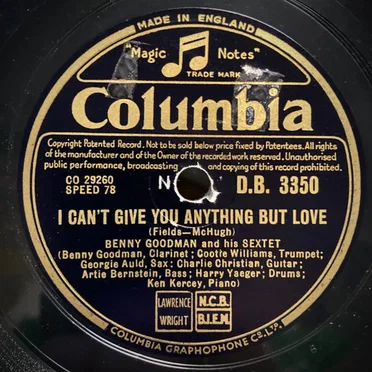 MADE IN ENGLAND
"Magic Notes"
TRADE MARK
Columbia
Copyright Patented Record. Not to be sold below price fixed by Patentees. All rights
of the manufacturer and of the Owner of the recorded work reserved. Unauthorised
public performance, broadcasting and copying of this record prohibited.
CO 29260
SPEED 78
D.B. 3350
I CAN'T GIVE YOU ANYTHING BUT LOVE
(Fields—McHugh)
BENNY GOODMAN and his SEXTET
(Benny Goodman, Clarinet; Cootie Williams, Trumpet;
Georgie Auld, Sax; Charlie Christian, Guitar;
Artie Bernstein, Bass; Harry Yaeger; Drums;
Ken Kercey, Piano)
LAWRENCE
WRIGHT
N.C.B.
B.I.E.M.
COLUMBIA GRAPHOPHONE CO. LTD.